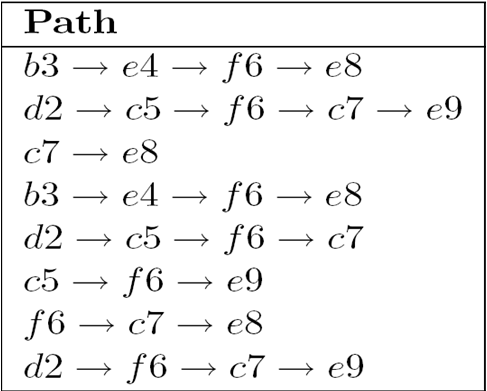 Path
b3 → e4 → f6 → e8
d2 → c5 → f6 → c7 → e9
c7 → e8
b3 → e4 → f6 → e8
d2 → c5 → f6 → c7
c5 → f6 → e9
f6 → c7 → e8
d2 → f6 → c7 → e9